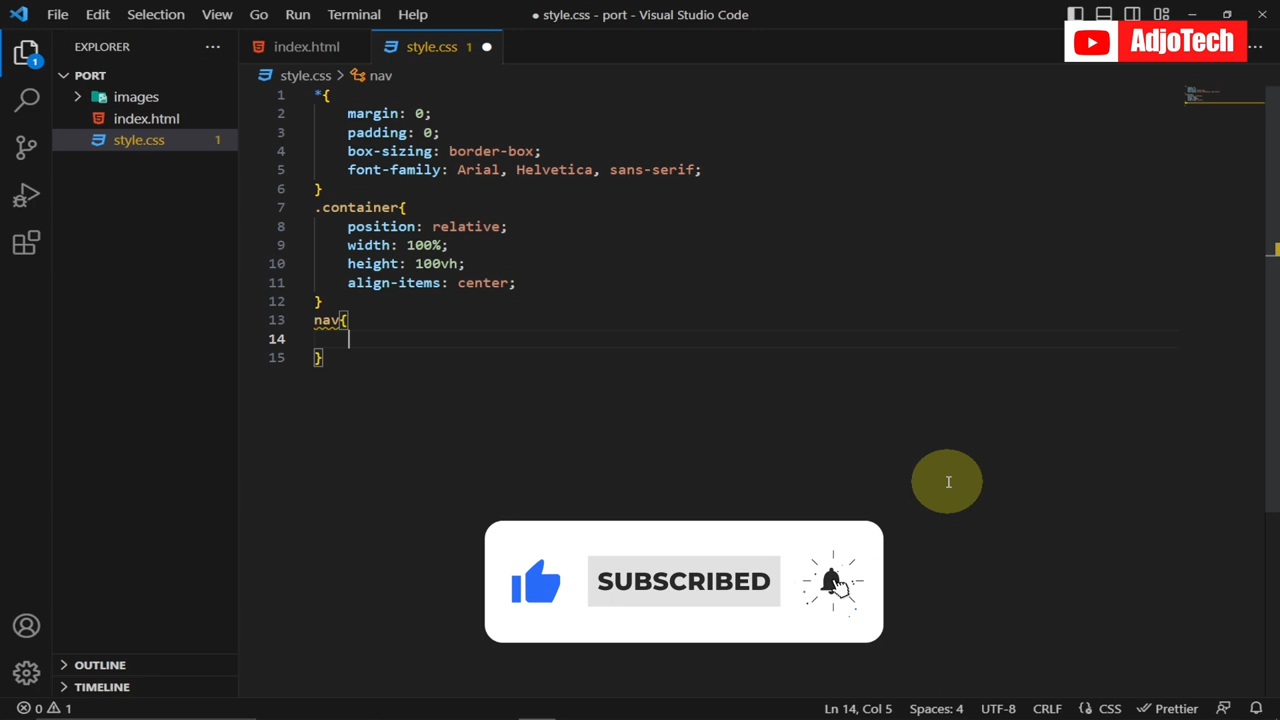 File Edit Selection View Go Run Terminal Help
● style.css - port - Visual Studio Code
AdjoTech
EXPLORER
index.html
style.css 1
PORT
images
index.html
style.css 1
1
style.css > nav
1 *{
2 margin: 0;
3 padding: 0;
4 box-sizing: border-box;
5 font-family: Arial, Helvetica, sans-serif;
6 }
7 .container{
8 position: relative;
9 width: 100%;
10 height: 100vh;
11 align-items: center;
12 }
13 nav{
14
15 }
SUBSCRIBED
OUTLINE
TIMELINE
0 1 Ln 14, Col 5 Spaces: 4 UTF-8 CRLF CSS Prettier